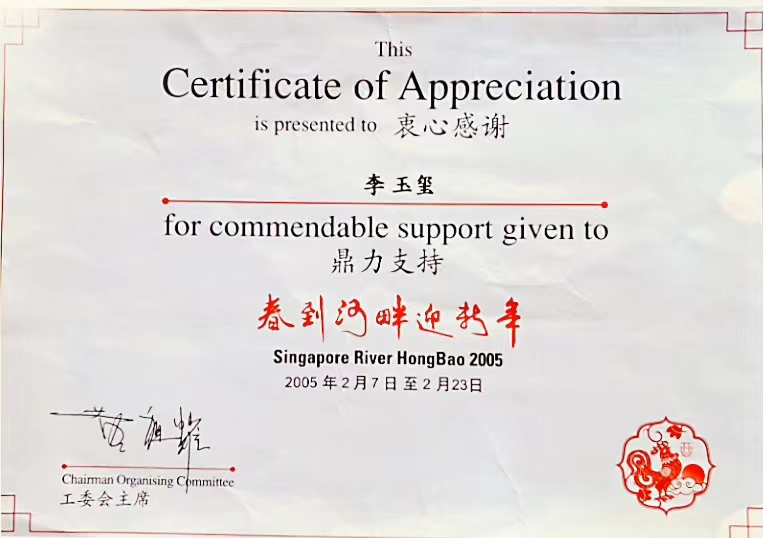 This
Certificate of Appreciation
is presented to 衷心感谢
李玉玺
for commendable support given to
鼎力支持
春到河畔迎新年
Singapore River HongBao 2005
2005 年 2 月 7 日 至 2 月 23日
Chairman Organising Committee
工委会主席